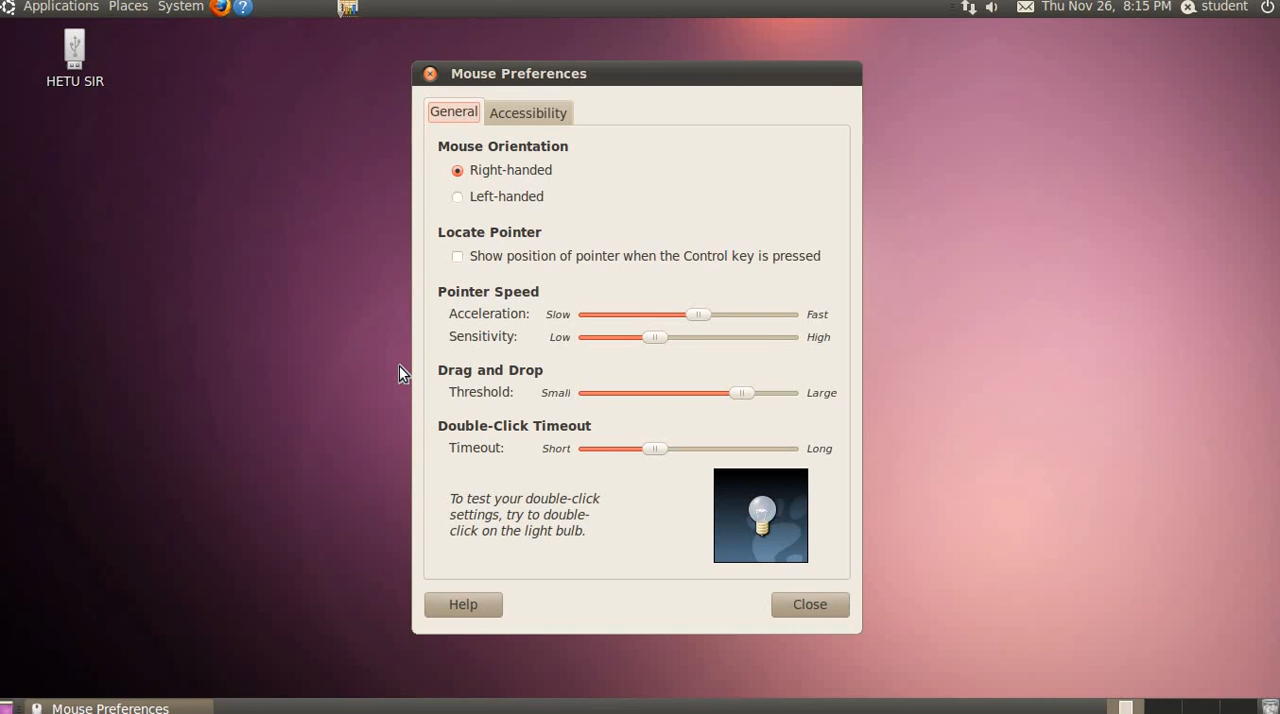 Applications Places System Thu Nov 26, 8:15 PM student
HETU SIR
Mouse Preferences
General Accessibility
Mouse Orientation
Right-handed
Left-handed
Locate Pointer
Show position of pointer when the Control key is pressed
Pointer Speed
Acceleration: Slow Fast
Sensitivity: Low High
Drag and Drop
Threshold: Small Large
Double-Click Timeout
Timeout: Short Long
To test your double-click
settings, try to double-
click on the light bulb.
Help Close
Mouse Preferences